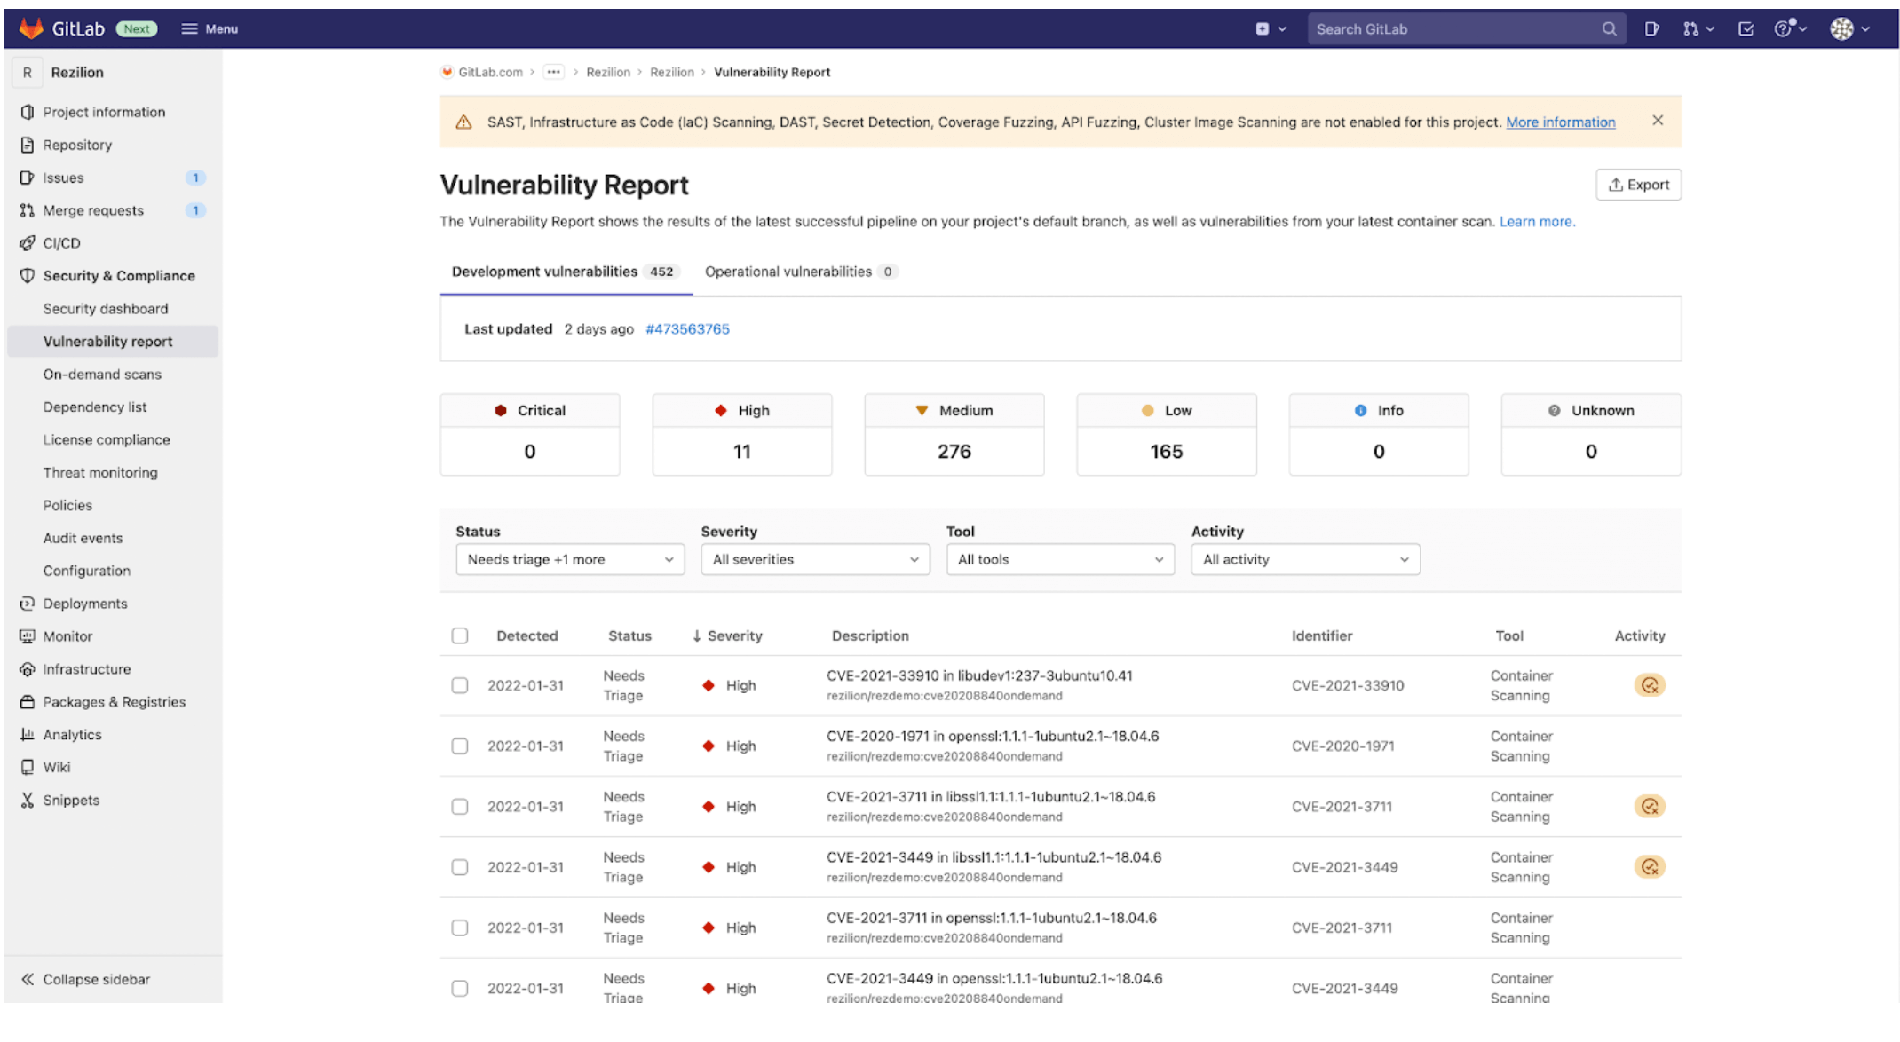 GitLab Next Menu Search GitLab
R Rezilion
Project information
Repository
Issues 1
Merge requests 1
CI/CD
Security & Compliance
Security dashboard
Vulnerability report
On-demand scans
Dependency list
License compliance
Threat monitoring
Policies
Audit events
Configuration
Deployments
Monitor
Infrastructure
Packages & Registries
Analytics
Wiki
Snippets
Collapse sidebar
GitLab.com > ... > Rezilion > Rezilion > Vulnerability Report
SAST, Infrastructure as Code (IaC) Scanning, DAST, Secret Detection, Coverage Fuzzing, API Fuzzing, Cluster Image Scanning are not enabled for this project. More information
Vulnerability Report
Export
The Vulnerability Report shows the results of the latest successful pipeline on your project's default branch, as well as vulnerabilities from your latest container scan. Learn more.
Development vulnerabilities 452 Operational vulnerabilities 0
Last updated 2 days ago #473563765
Critical High Medium Low Info Unknown
0 11 276 165 0 0
Status Severity Tool Activity
Needs triage +1 more All severities All tools All activity
Detected Status Severity Description Identifier Tool Activity
2022-01-31 Needs Triage High CVE-2021-33910 in libudev1:237-3ubuntu10.41 CVE-2021-33910 Container Scanning
rezilion/rezdemo:cve20208840ondemand
2022-01-31 Needs Triage High CVE-2020-1971 in openssl:1.1.1-1ubuntu2.1~18.04.6 CVE-2020-1971 Container Scanning
rezilion/rezdemo:cve20208840ondemand
2022-01-31 Needs Triage High CVE-2021-3711 in libssl1.1:1.1.1-1ubuntu2.1~18.04.6 CVE-2021-3711 Container Scanning
rezilion/rezdemo:cve20208840ondemand
2022-01-31 Needs Triage High CVE-2021-3449 in libssl1.1:1.1.1-1ubuntu2.1~18.04.6 CVE-2021-3449 Container Scanning
rezilion/rezdemo:cve20208840ondemand
2022-01-31 Needs Triage High CVE-2021-3711 in openssl:1.1.1-1ubuntu2.1~18.04.6 CVE-2021-3711 Container Scanning
rezilion/rezdemo:cve20208840ondemand
2022-01-31 Needs Triage High CVE-2021-3449 in openssl:1.1.1-1ubuntu2.1~18.04.6 CVE-2021-3449 Container Scanning
rezilion/rezdemo:cve20208840ondemand